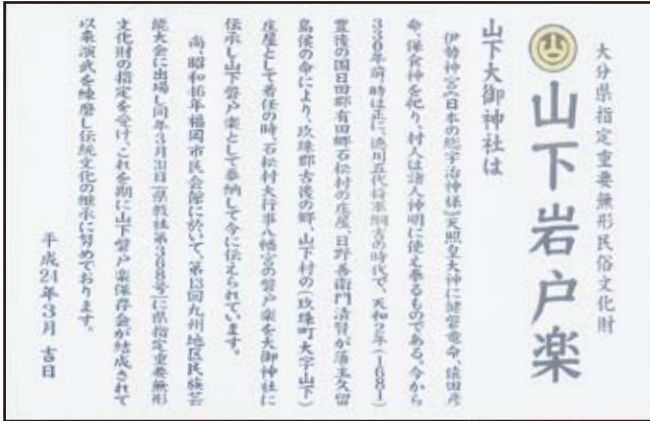 大分県指定重要無形民俗文化財
山下岩戸楽
山下大御神社は
伊勢神宮(日本の総宇治神様)天照皇大神に健磐竜命、猿田彦
命、保食神を祀り、村人は諸人神明に使え奉るものである。今から
330年前、時は正に、徳川五代将軍綱吉の時代で、天和2年(1681)
豊後の国日田郡有田郷石松村の庄屋、日野善衛門清賢が藩主久留
島侯の命により、玖珠郡古後の郷、山下村の(玖珠町大字山下)
庄屋として着任の時、石松村大行事八幡宮の磐戸楽を大御神社に
伝承し山下磐戸楽として奉納して今に伝えられています。
尚、昭和46年福岡市民会館に於いて、第13回九州地区民族芸
能大会に出場し同年3月31日(県教社第368号)に県指定重要無形
文化財の指定を受け、これを期に山下磐戸楽保存会が結成されて
以来演武を練磨し伝統文化の継承に努めております。
平成24年3月 吉日